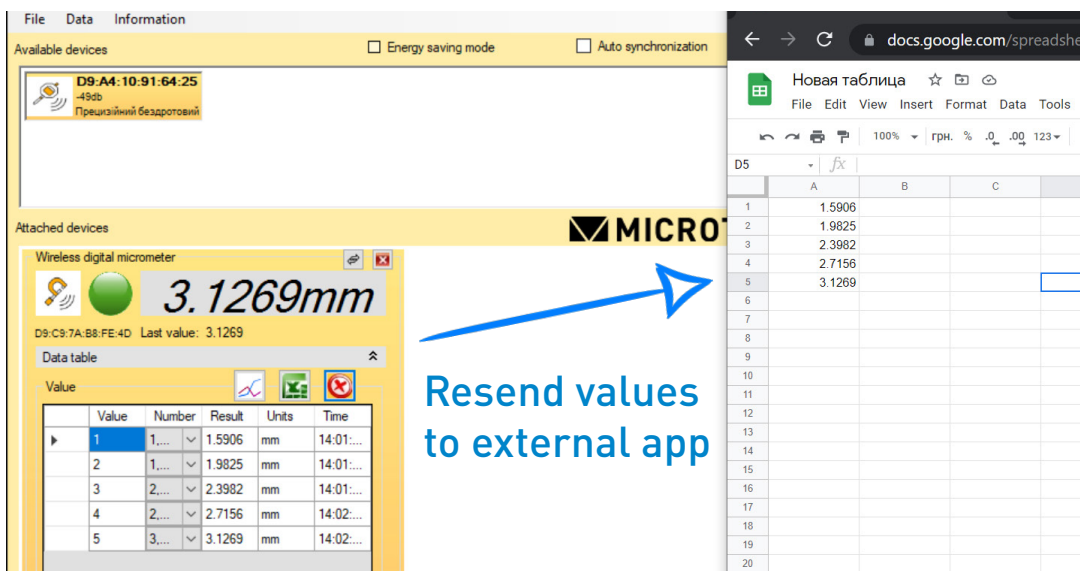 File Data Information
Available devices
Energy saving mode
Auto synchronization
D9:A4:10:91:64:25
-49db
Прецизійний бездротовий
Attached devices
MICROT
Wireless digital micrometer
3.1269mm
D9:C9:7A:B8:FE:4D Last value: 3.1269
Data table
Value
Value Number Result Units Time
1 1,... 1.5906 mm 14:01:...
2 1,... 1.9825 mm 14:01:...
3 2,... 2.3982 mm 14:01:...
4 2,... 2.7156 mm 14:02:...
5 3,... 3.1269 mm 14:02:...
Resend values
to external app
docs.google.com/spreadshe
Новая таблица
File Edit View Insert Format Data Tools
100% грн. % .0 .00 123
D5 fx
A B C
1 1.5906
2 1.9825
3 2.3982
4 2.7156
5 3.1269
6
7
8
9
10
11
12
13
14
15
16
17
18
19
20